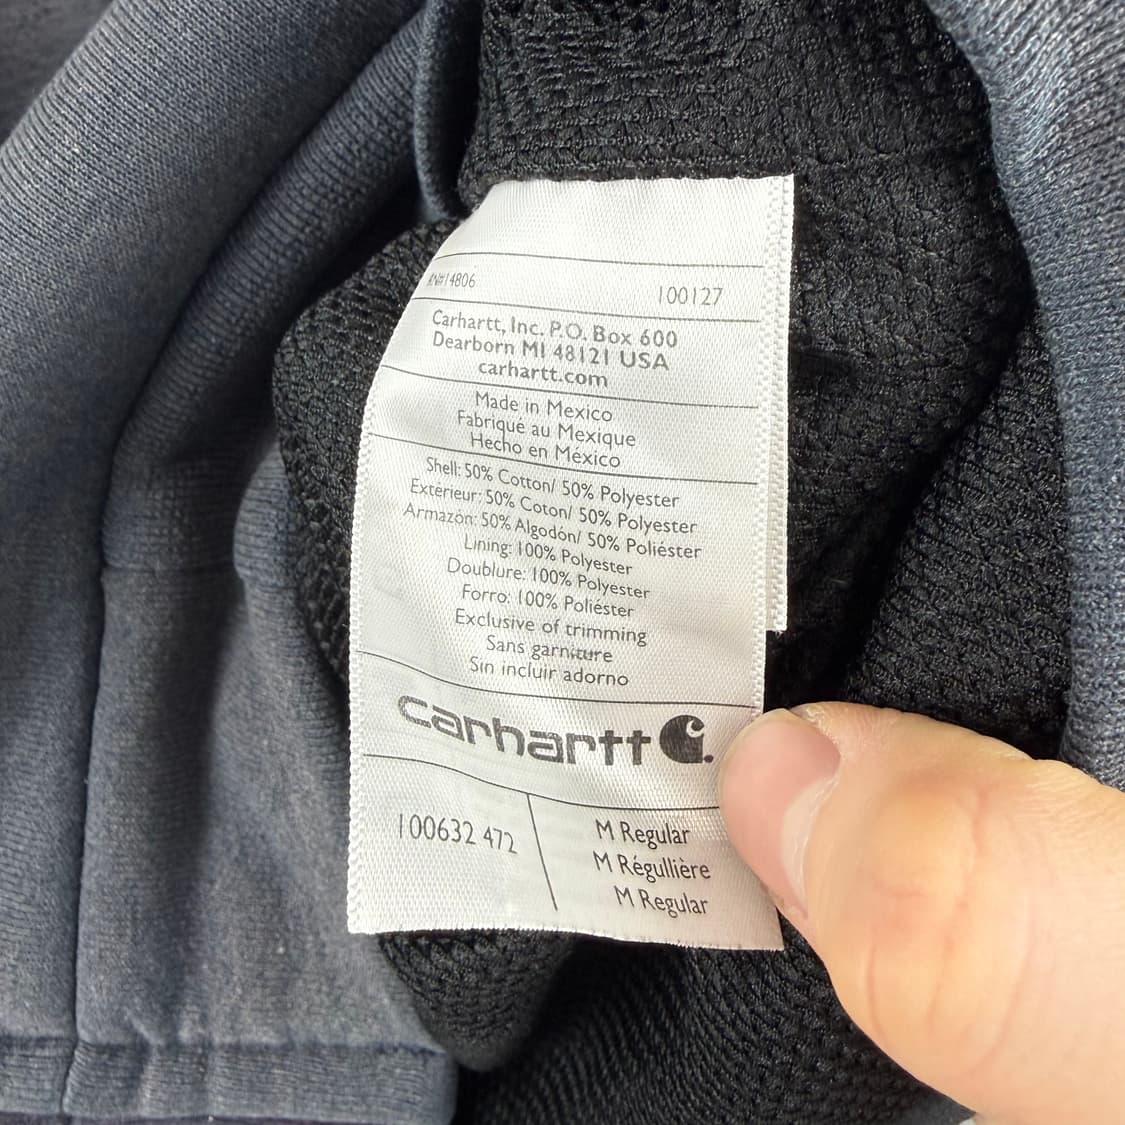 RN#14806 100127
Carhartt, Inc. P.O. Box 600
Dearborn MI 48121 USA
carhartt.com
Made in Mexico
Fabriqué au Mexique
Hecho en México
Shell: 50% Cotton/ 50% Polyester
Extérieur: 50% Coton/ 50% Polyester
Armazón: 50% Algodón/ 50% Poliéster
Lining: 100% Polyester
Doublure: 100% Polyester
Forro: 100% Poliéster
Exclusive of trimming
Sans garniture
Sin incluir adorno
carhartt
100632 472
M Regular
M Régullière
M Regular